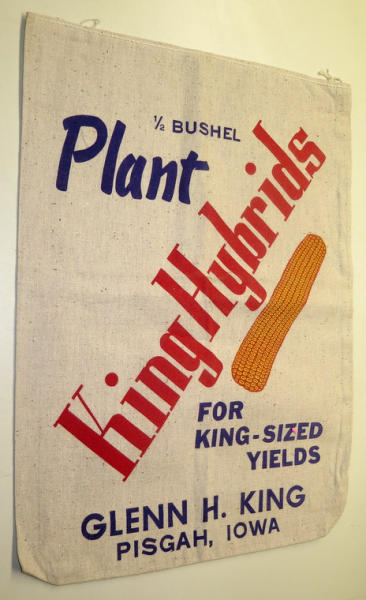 ½ BUSHEL
Plant
King Hybrids
FOR
KING-SIZED
YIELDS
GLENN H. KING
PISGAH, IOWA